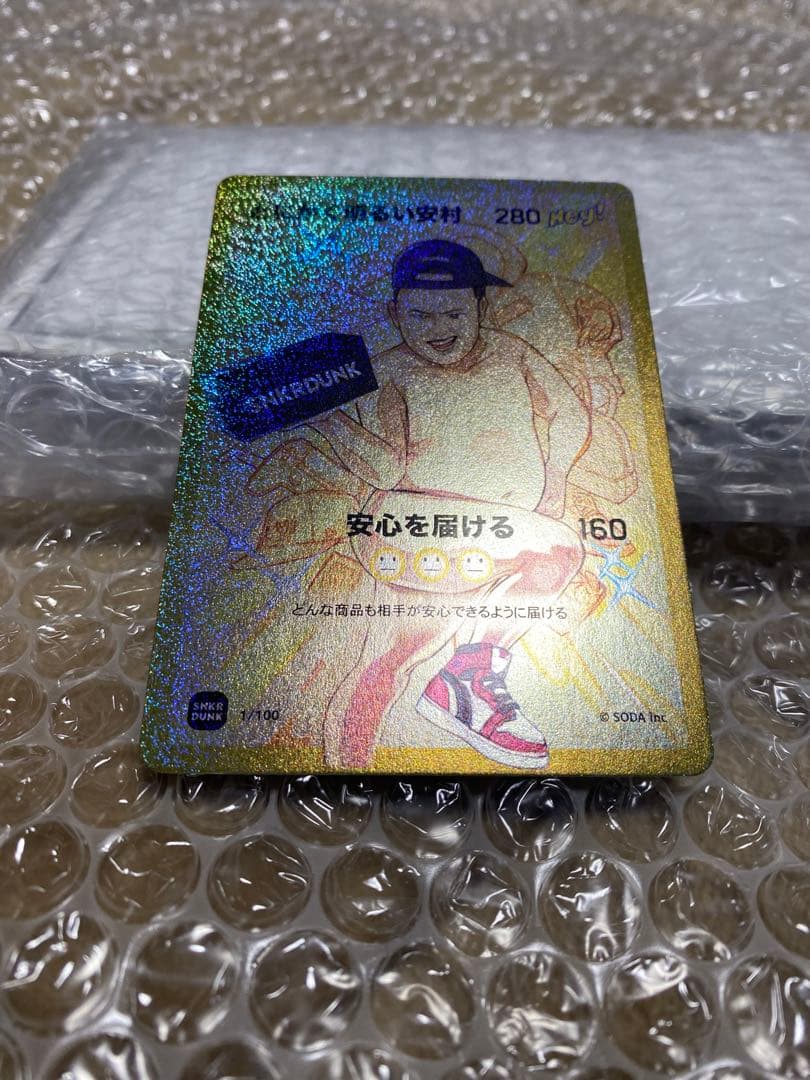 とにかく明るい安村 280 Hey!
SNKRDUNK
安心を届ける 160
どんな商品も相手が安心できるように届ける
SNKR
DUNK
1/100 © SODA Inc